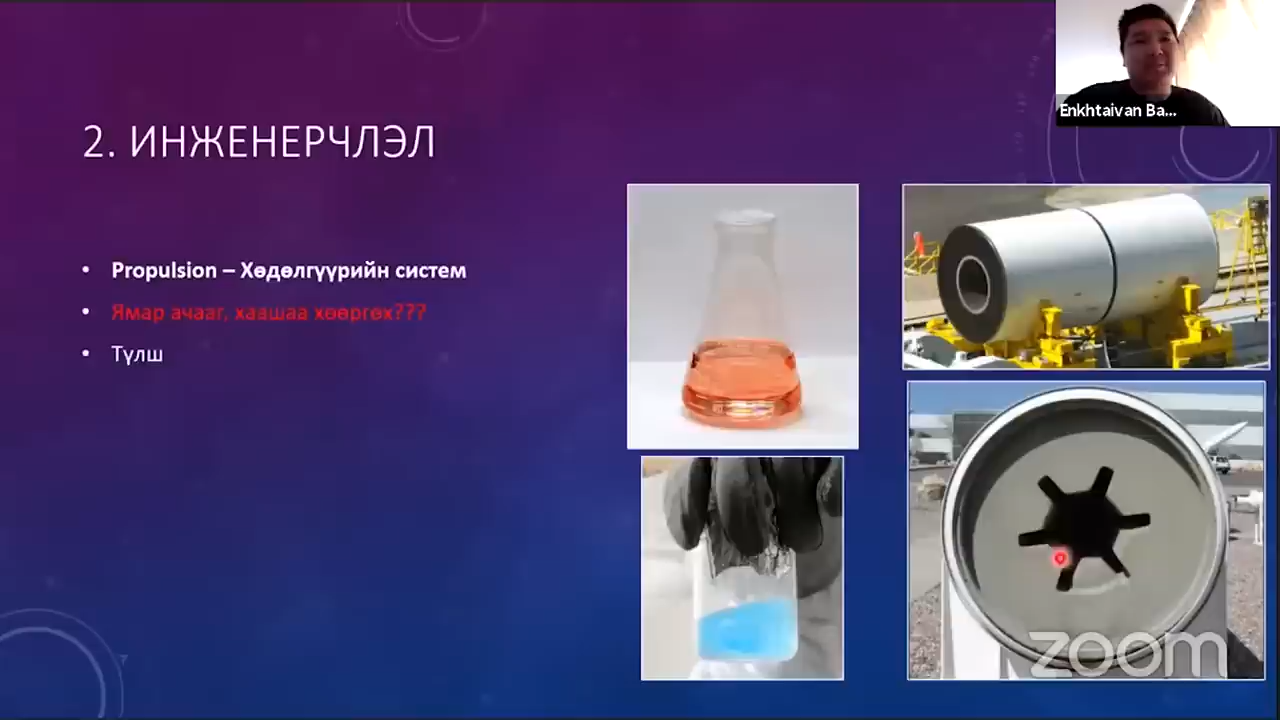 Enkhtaivan Ba...
2. ИНЖЕНЕРЧЛЭЛ
• Propulsion – Хөдөлгүүрийн систем
• Ямар ачааг, хаашаа хөөргөх???
• Түлш
zoom